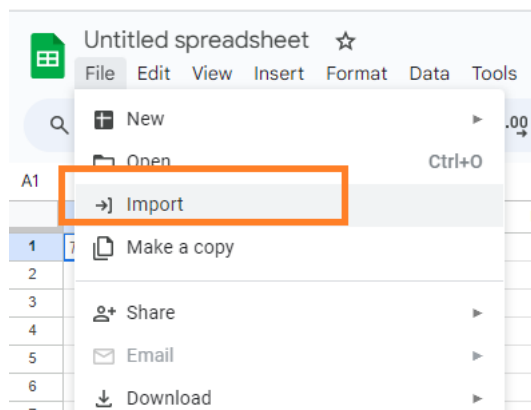 Untitled spreadsheet
File Edit View Insert Format Data Tools
New
.00
Open Ctrl+O
A1
Import
1
Make a copy
2
3
Share
4
5
Email
6
Download